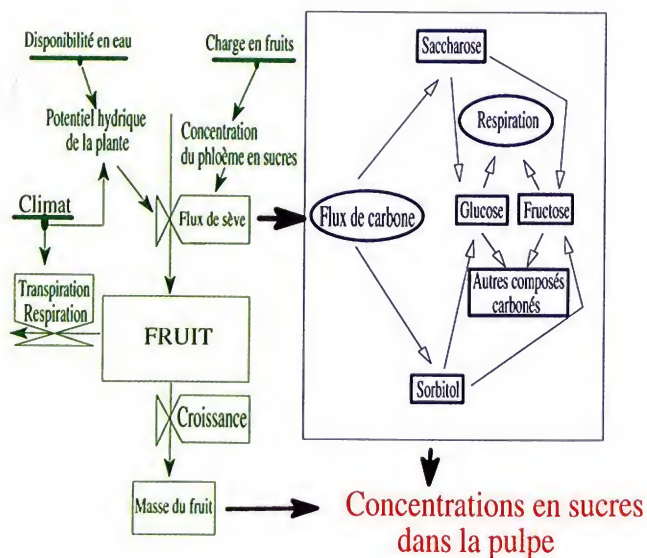 Disponibilité en eau
Charge en fruits
Potentiel hydrique
de la plante
Concentration
du phloème en sucres
Climat
Flux de sève
Transpiration
Respiration
FRUIT
Croissance
Masse du fruit
Saccharose
Respiration
Flux de carbone
Glucose
Fructose
Autres composés
carbonés
Sorbitol
Concentrations en sucres
dans la pulpe